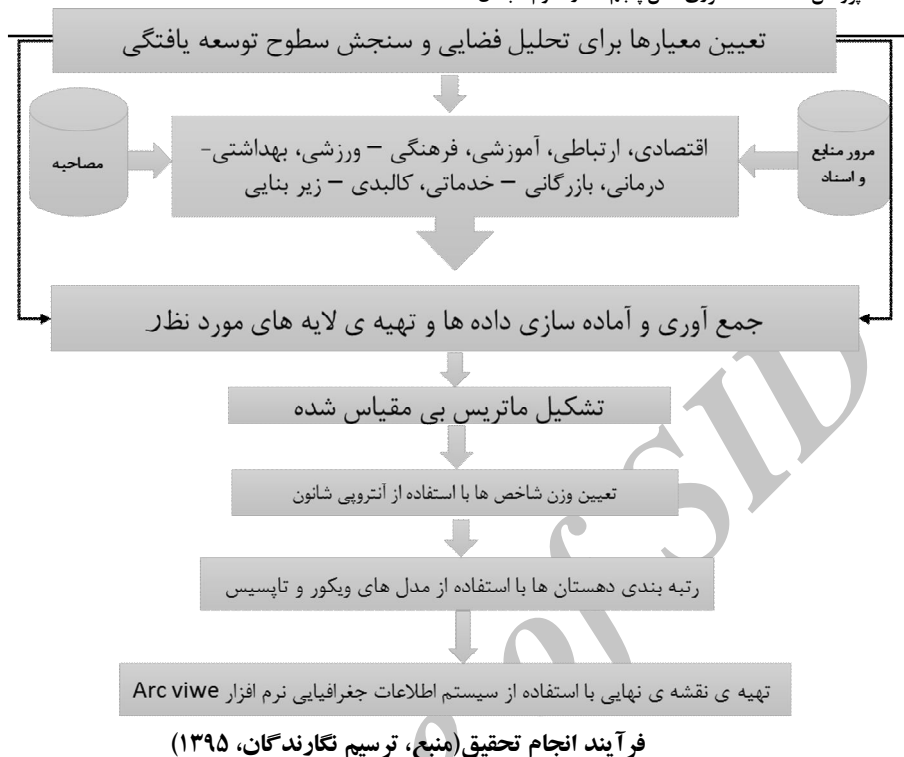 تعیین معیارها برای تحلیل فضایی و سنجش سطوح توسعه یافتگی
مرور منابع
و اسناد
اقتصادی، ارتباطی، آموزشی، فرهنگی – ورزشی، بهداشتی-
درمانی، بازرگانی – خدماتی، کالبدی – زیر بنایی
مصاحبه
جمع آوری و آماده سازی داده ها و تهیه ی لایه های مورد نظر
تشکیل ماتریس بی مقیاس شده
تعیین وزن شاخص ها با استفاده از آنتروپی شانون
رتبه بندی دهستان ها با استفاده از مدل های ویکور و تاپسیس
تهیه ی نقشه ی نهایی با استفاده از سیستم اطلاعات جغرافیایی نرم افزار Arc viwe
فرآیند انجام تحقیق(منبع، ترسیم نگارندگان، ۱۳۹۵)
of SID